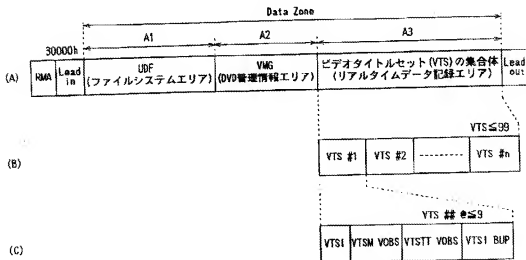 Data Zone
A1
A2
A3
30000h
(A)
RMA
Lead in
UDF
(ファイルシステムエリア)
VMG
(DVD管理情報エリア)
ビデオタイトルセット(VTS)の集合体
(リアルタイムデータ記録エリア)
Lead out
VTS≦99
(B)
VTS #1
VTS #2
VTS #n
VTS ## @≦9
(C)
VTSI
VTSM VOBS
VTSTT VOBS
VTSI BUP